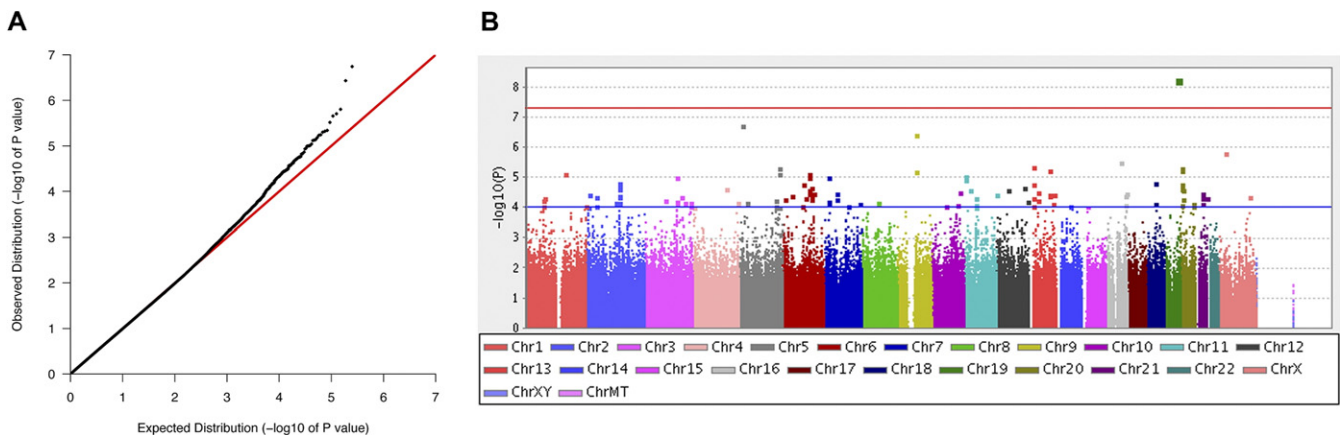 A
B
7
6
5
4
3
2
1
0
Observed Distribution (−log10 of P value)
0 1 2 3 4 5 6 7
Expected Distribution (−log10 of P value)
8
7
6
5
4
3
2
1
0
−log10(P)
Chr1 Chr2 Chr3 Chr4 Chr5 Chr6 Chr7 Chr8 Chr9 Chr10 Chr11 Chr12
Chr13 Chr14 Chr15 Chr16 Chr17 Chr18 Chr19 Chr20 Chr21 Chr22 ChrX
ChrXY ChrMT